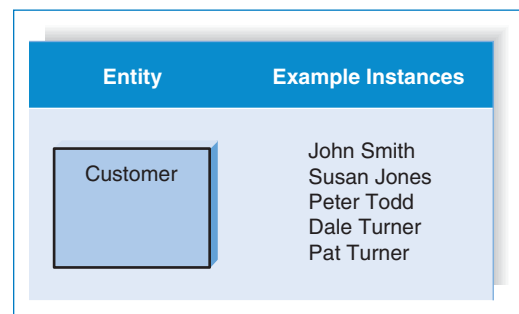 Entity Example Instances
Customer
John Smith
Susan Jones
Peter Todd
Dale Turner
Pat Turner